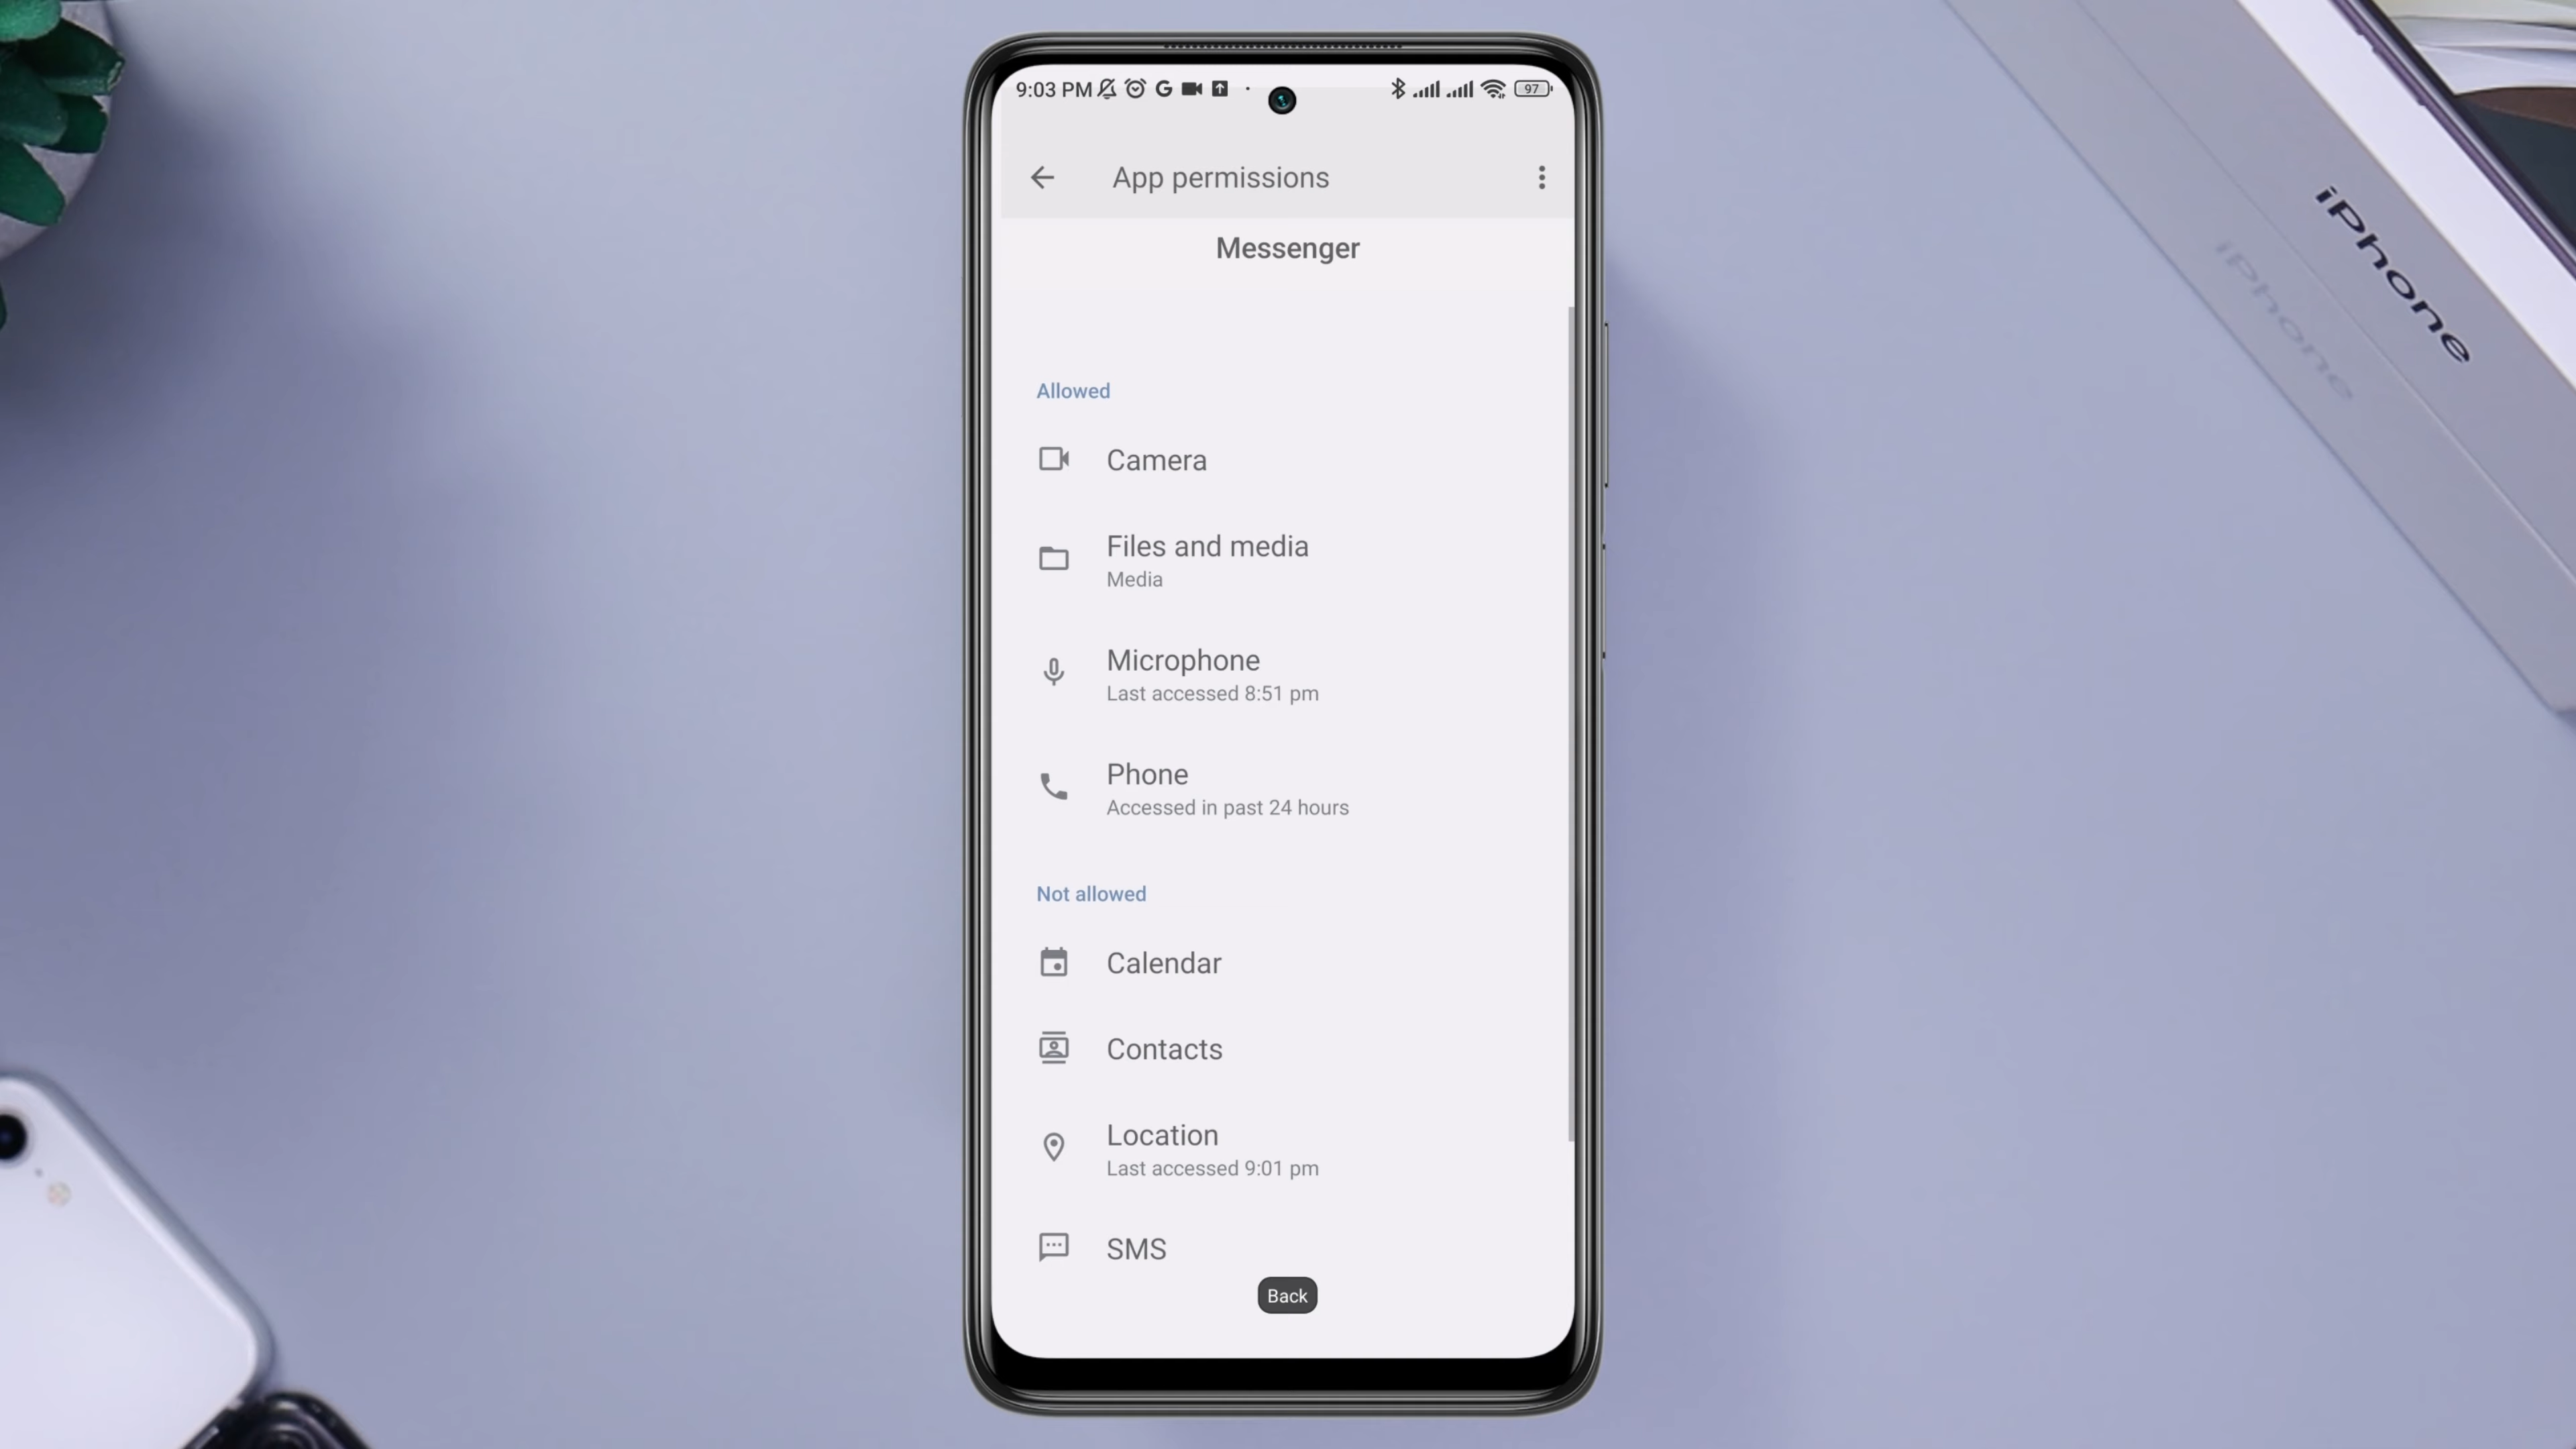 9:03 PM
97
App permissions
Messenger
Allowed
Camera
Files and media
Media
Microphone
Last accessed 8:51 pm
Phone
Accessed in past 24 hours
Not allowed
Calendar
Contacts
Location
Last accessed 9:01 pm
SMS
Back
iPhone
iPhone